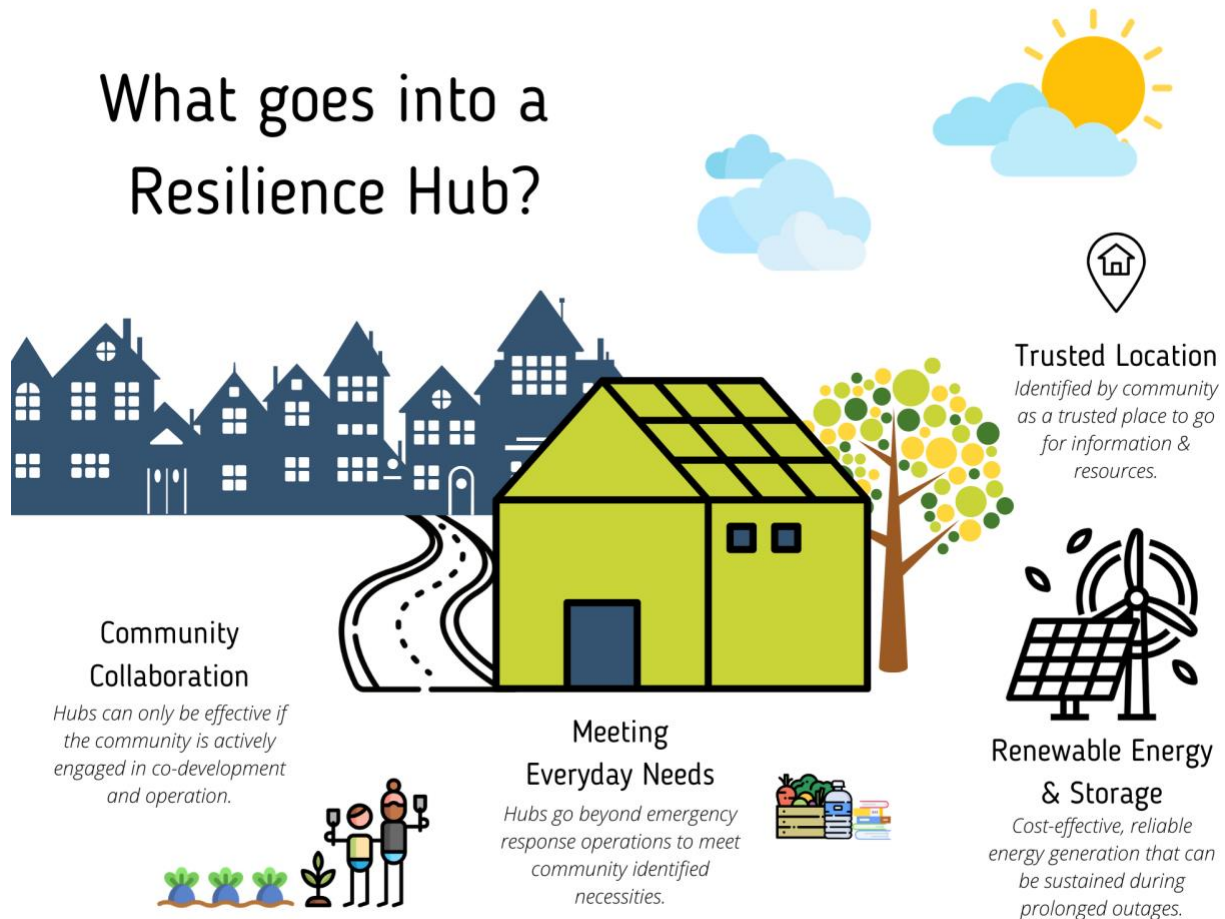 What goes into a
Resilience Hub?
Trusted Location
Identified by community
as a trusted place to go
for information &
resources.
Community
Collaboration
Hubs can only be effective if
the community is actively
engaged in co-development
and operation.
Meeting
Everyday Needs
Hubs go beyond emergency
response operations to meet
community identified
necessities.
Renewable Energy
& Storage
Cost-effective, reliable
energy generation that can
be sustained during
prolonged outages.